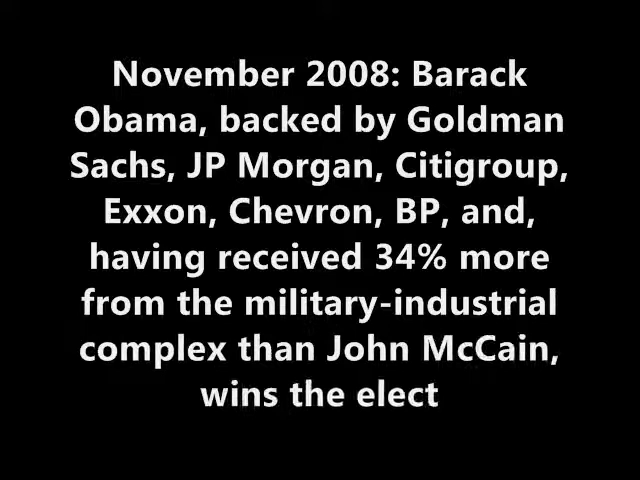 November 2008: Barack
Obama, backed by Goldman
Sachs, JP Morgan, Citigroup,
Exxon, Chevron, BP, and,
having received 34% more
from the military-industrial
complex than John McCain,
wins the elect